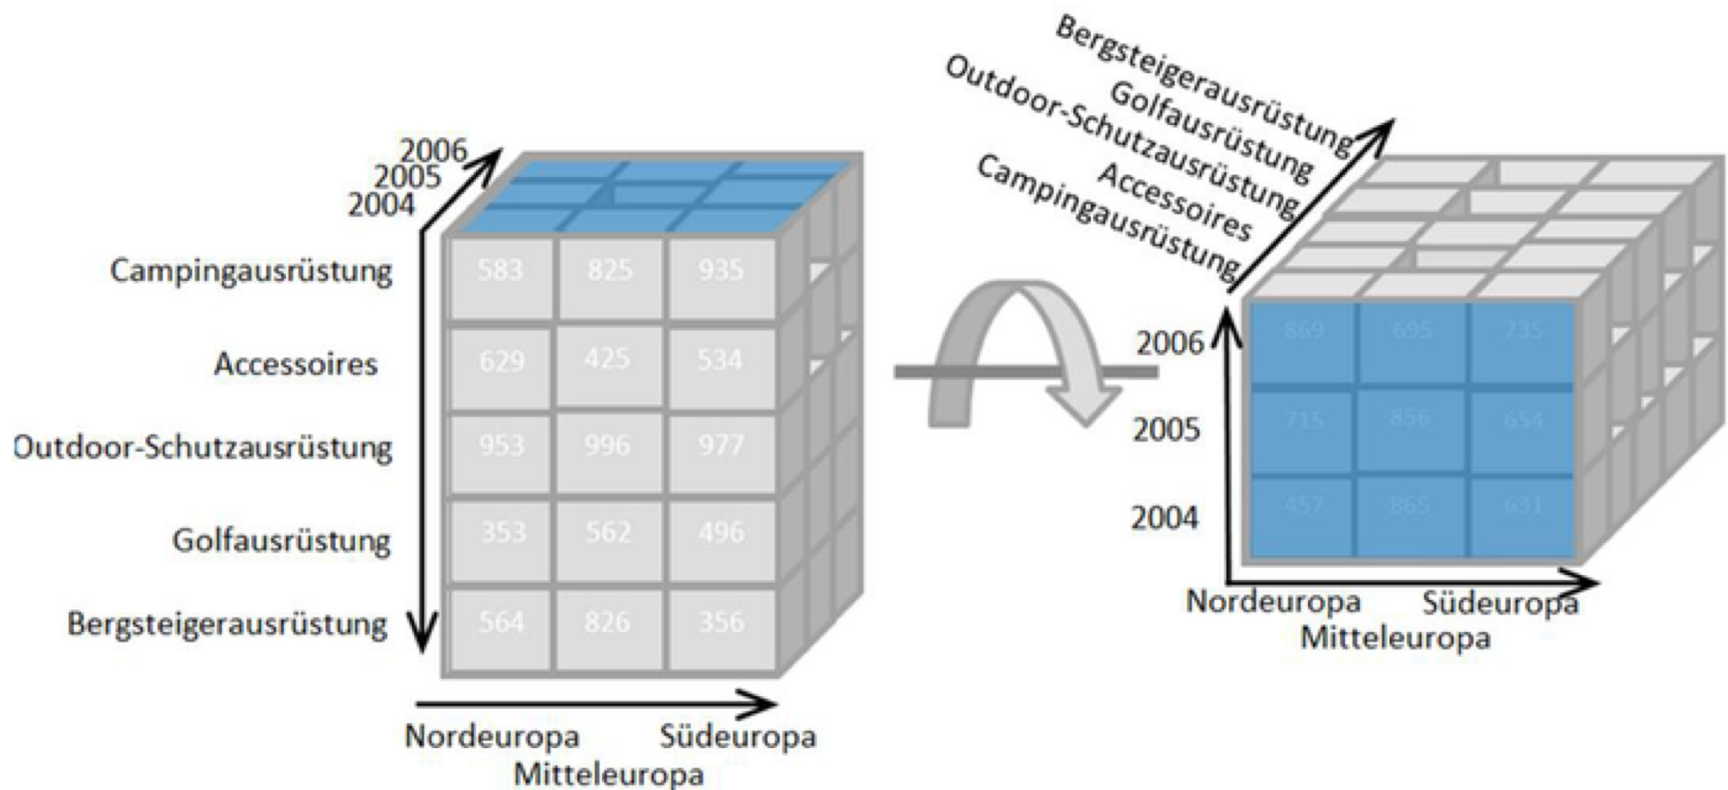 2006
2005
2004
Campingausrüstung
583 825 935
Accessoires
629 425 534
Outdoor-Schutzausrüstung
953 996 977
Golfausrüstung
353 562 496
Bergsteigerausrüstung
564 826 356
Nordeuropa Südeuropa
Mitteleuropa
Bergsteigerausrüstung
Golfausrüstung
Outdoor-Schutzausrüstung
Accessoires
Campingausrüstung
2006
869 695 735
2005
715 856 654
2004
457 865 631
Nordeuropa Südeuropa
Mitteleuropa